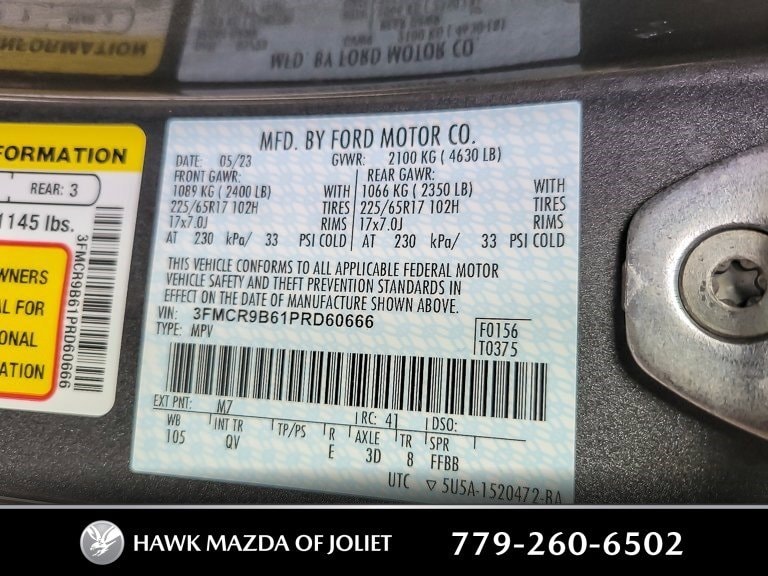 MFD. BY FORD MOTOR CO.
FORMATION
REAR: 3
1145 lbs.
WNERS
AL FOR
ONAL
ATION
3FMCR9B61PRD60666
MFD. BY FORD MOTOR CO.
DATE: 05/23 GVWR: 2100 KG ( 4630 LB)
FRONT GAWR: REAR GAWR:
1089 KG ( 2400 LB) WITH 1066 KG ( 2350 LB) WITH
225/65R17 102H TIRES 225/65R17 102H TIRES
17x7.0J RIMS 17x7.0J RIMS
AT 230 kPa/ 33 PSI COLD AT 230 kPa/ 33 PSI COLD
THIS VEHICLE CONFORMS TO ALL APPLICABLE FEDERAL MOTOR
VEHICLE SAFETY AND THEFT PREVENTION STANDARDS IN
EFFECT ON THE DATE OF MANUFACTURE SHOWN ABOVE.
VIN: 3FMCR9B61PRD60666
TYPE: MPV
F0156
T0375
EXT PNT: M7 RC: 41 DSO:
WB INT TR TP/PS R AXLE TR SPR
105 QV E 3D 8 FFBB
UTC ▽ 5U5A-1520472-BA
HAWK MAZDA OF JOLIET 779-260-6502